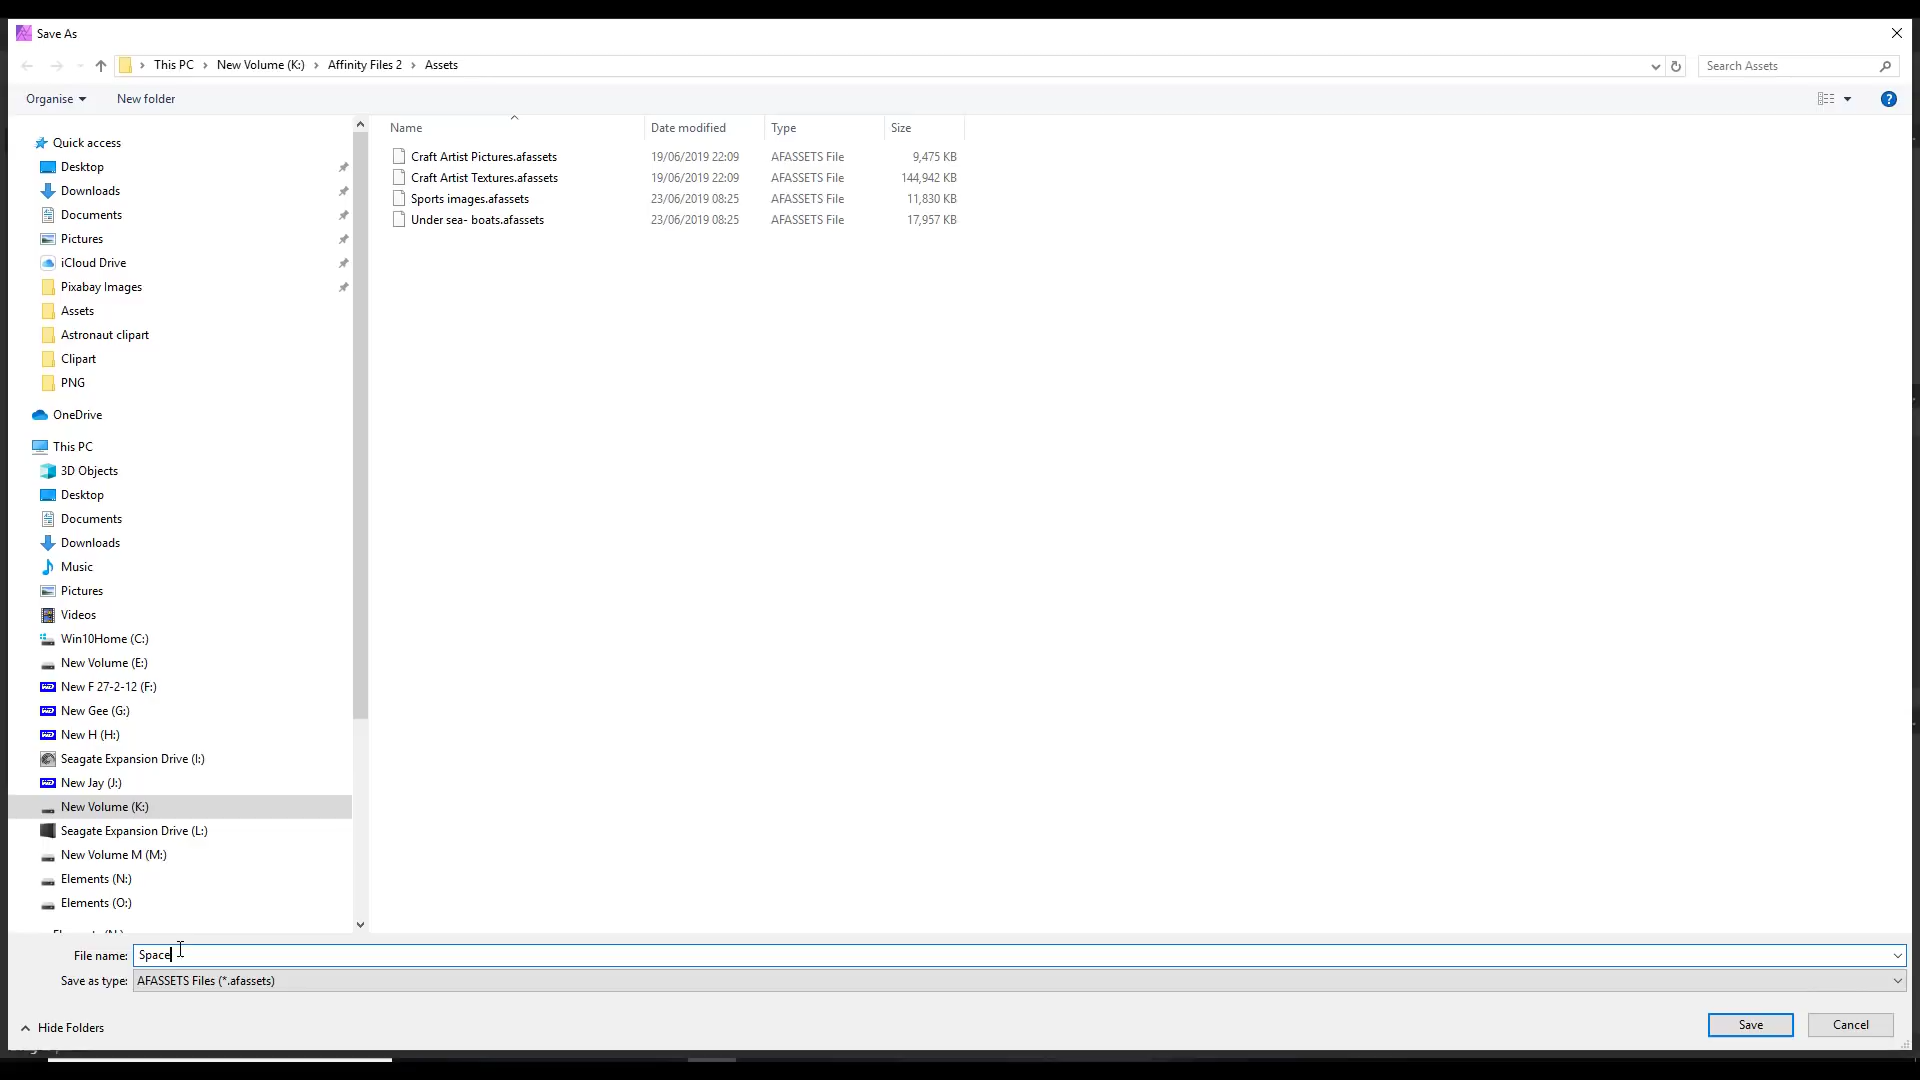 Save As
This PC > New Volume (K:) > Affinity Files 2 > Assets
Search Assets
Organise
New folder
Name
Date modified
Type
Size
Craft Artist Pictures.afassets 19/06/2019 22:09 AFASSETS File 9,475 KB
Craft Artist Textures.afassets 19/06/2019 22:09 AFASSETS File 144,942 KB
Sports images.afassets 23/06/2019 08:25 AFASSETS File 11,830 KB
Under sea- boats.afassets 23/06/2019 08:25 AFASSETS File 17,957 KB
Quick access
Desktop
Downloads
Documents
Pictures
iCloud Drive
Pixabay Images
Assets
Astronaut clipart
Clipart
PNG
OneDrive
This PC
3D Objects
Desktop
Documents
Downloads
Music
Pictures
Videos
Win10Home (C:)
New Volume (E:)
New F 27-2-12 (F:)
New Gee (G:)
New H (H:)
Seagate Expansion Drive (I:)
New Jay (J:)
New Volume (K:)
Seagate Expansion Drive (L:)
New Volume M (M:)
Elements (N:)
Elements (O:)
File name: Space
Save as type: AFASSETS Files (*.afassets)
Hide Folders
Save
Cancel